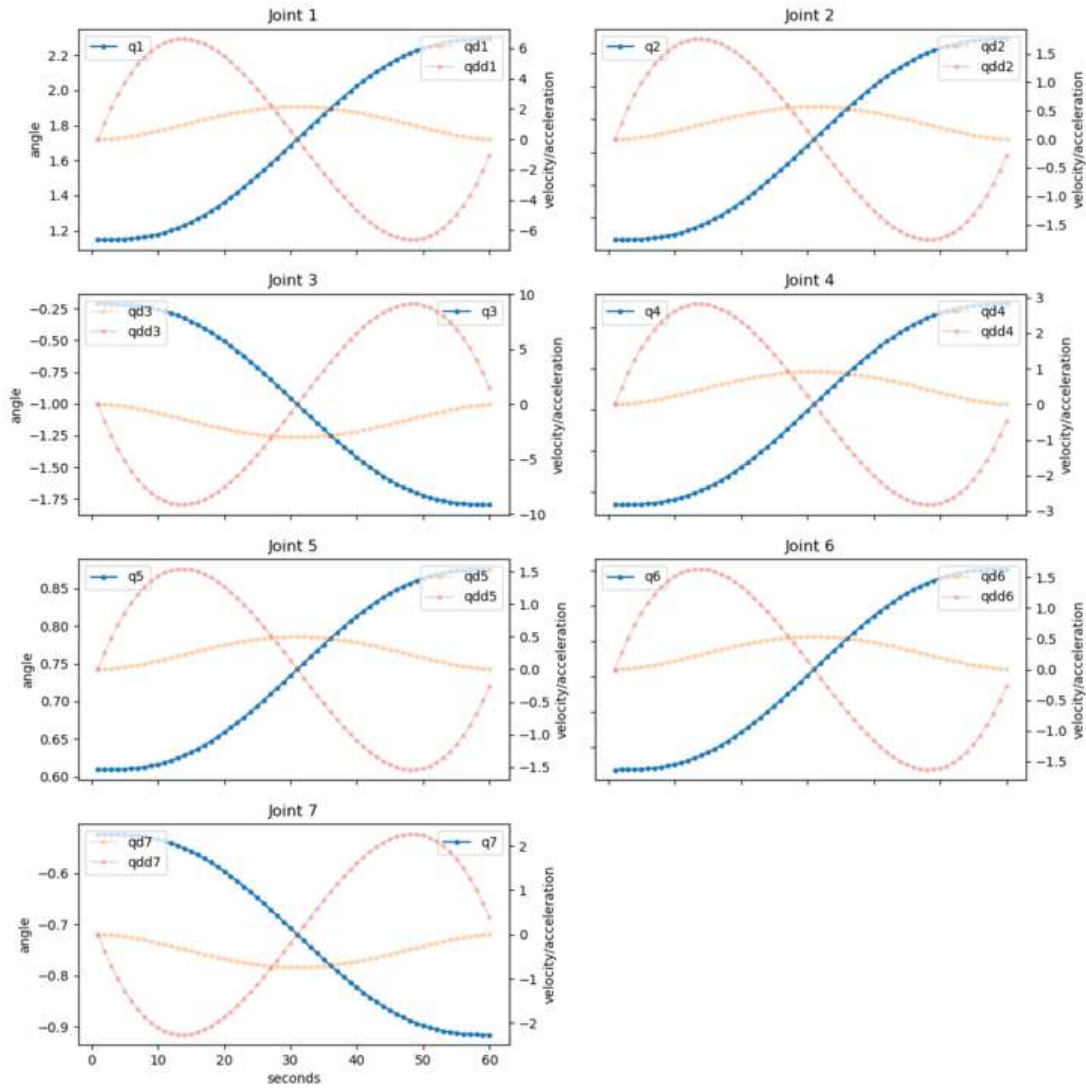 Joint 1
q1
qd1
qdd1
2.2
2.0
1.8
1.6
1.4
1.2
angle
6
4
2
0
−2
−4
−6
velocity/acceleration
Joint 2
q2
qd2
qdd2
1.5
1.0
0.5
0.0
−0.5
−1.0
−1.5
velocity/acceleration
Joint 3
qd3
qdd3
q3
−0.25
−0.50
−0.75
−1.00
−1.25
−1.50
−1.75
angle
10
5
0
−5
−10
velocity/acceleration
Joint 4
q4
qd4
qdd4
3
2
1
0
−1
−2
−3
velocity/acceleration
Joint 5
q5
qd5
qdd5
0.85
0.80
0.75
0.70
0.65
0.60
angle
1.5
1.0
0.5
0.0
−0.5
−1.0
−1.5
velocity/acceleration
Joint 6
q6
qd6
qdd6
1.5
1.0
0.5
0.0
−0.5
−1.0
−1.5
velocity/acceleration
Joint 7
qd7
qdd7
q7
−0.6
−0.7
−0.8
−0.9
angle
2
1
0
−1
−2
velocity/acceleration
0 10 20 30 40 50 60
seconds